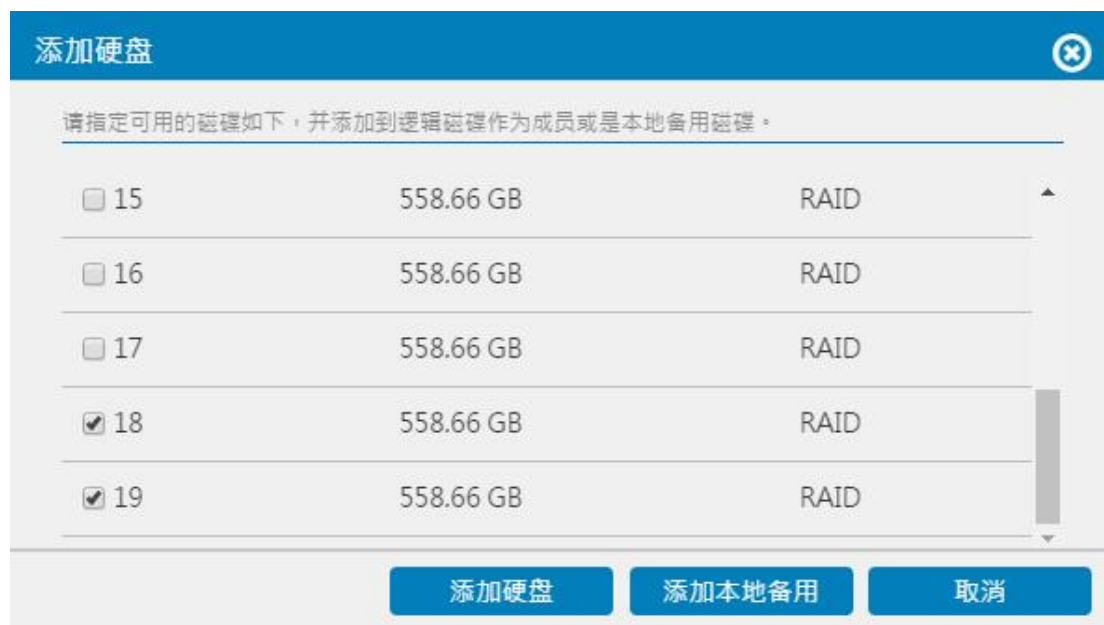 添加硬盘
请指定可用的磁碟如下，并添加到逻辑磁碟作为成员或是本地备用磁碟。
15 558.66 GB RAID
16 558.66 GB RAID
17 558.66 GB RAID
18 558.66 GB RAID
19 558.66 GB RAID
添加硬盘 添加本地备用 取消